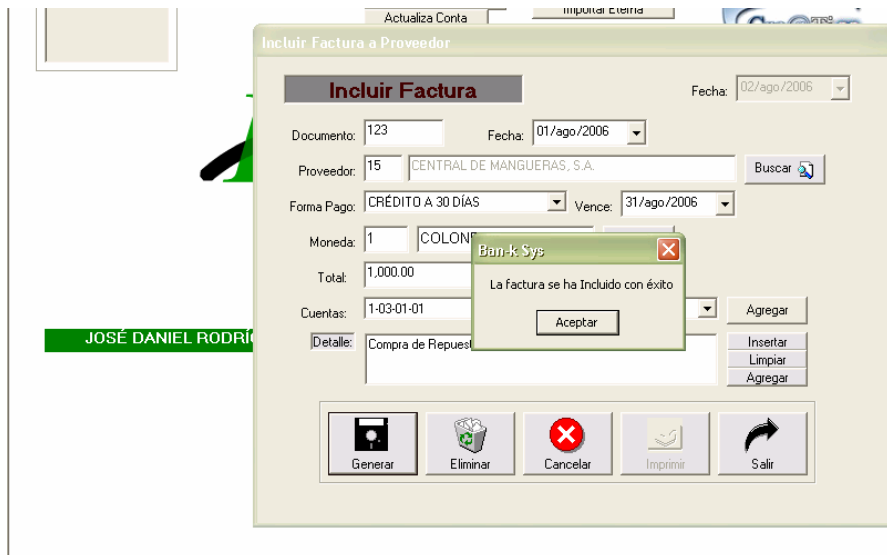 Actualiza Conta
Importar Eterna
Incluir Factura a Proveedor
Incluir Factura
Fecha: 02/ago/2006
Documento: 123 Fecha: 01/ago/2006
Proveedor: 15 CENTRAL DE MANGUERAS, S.A. Buscar
Forma Pago: CRÉDITO A 30 DÍAS Vence: 31/ago/2006
Moneda: 1 COLONE
Ban-k Sys
Total: 1,000.00
La factura se ha Incluido con éxito
Cuentas: 1-03-01-01 Agregar
Aceptar
JOSÉ DANIEL
Detalle: Compra de Repuest
Insertar
Limpiar
Agregar
Generar Eliminar Cancelar Imprimir Salir